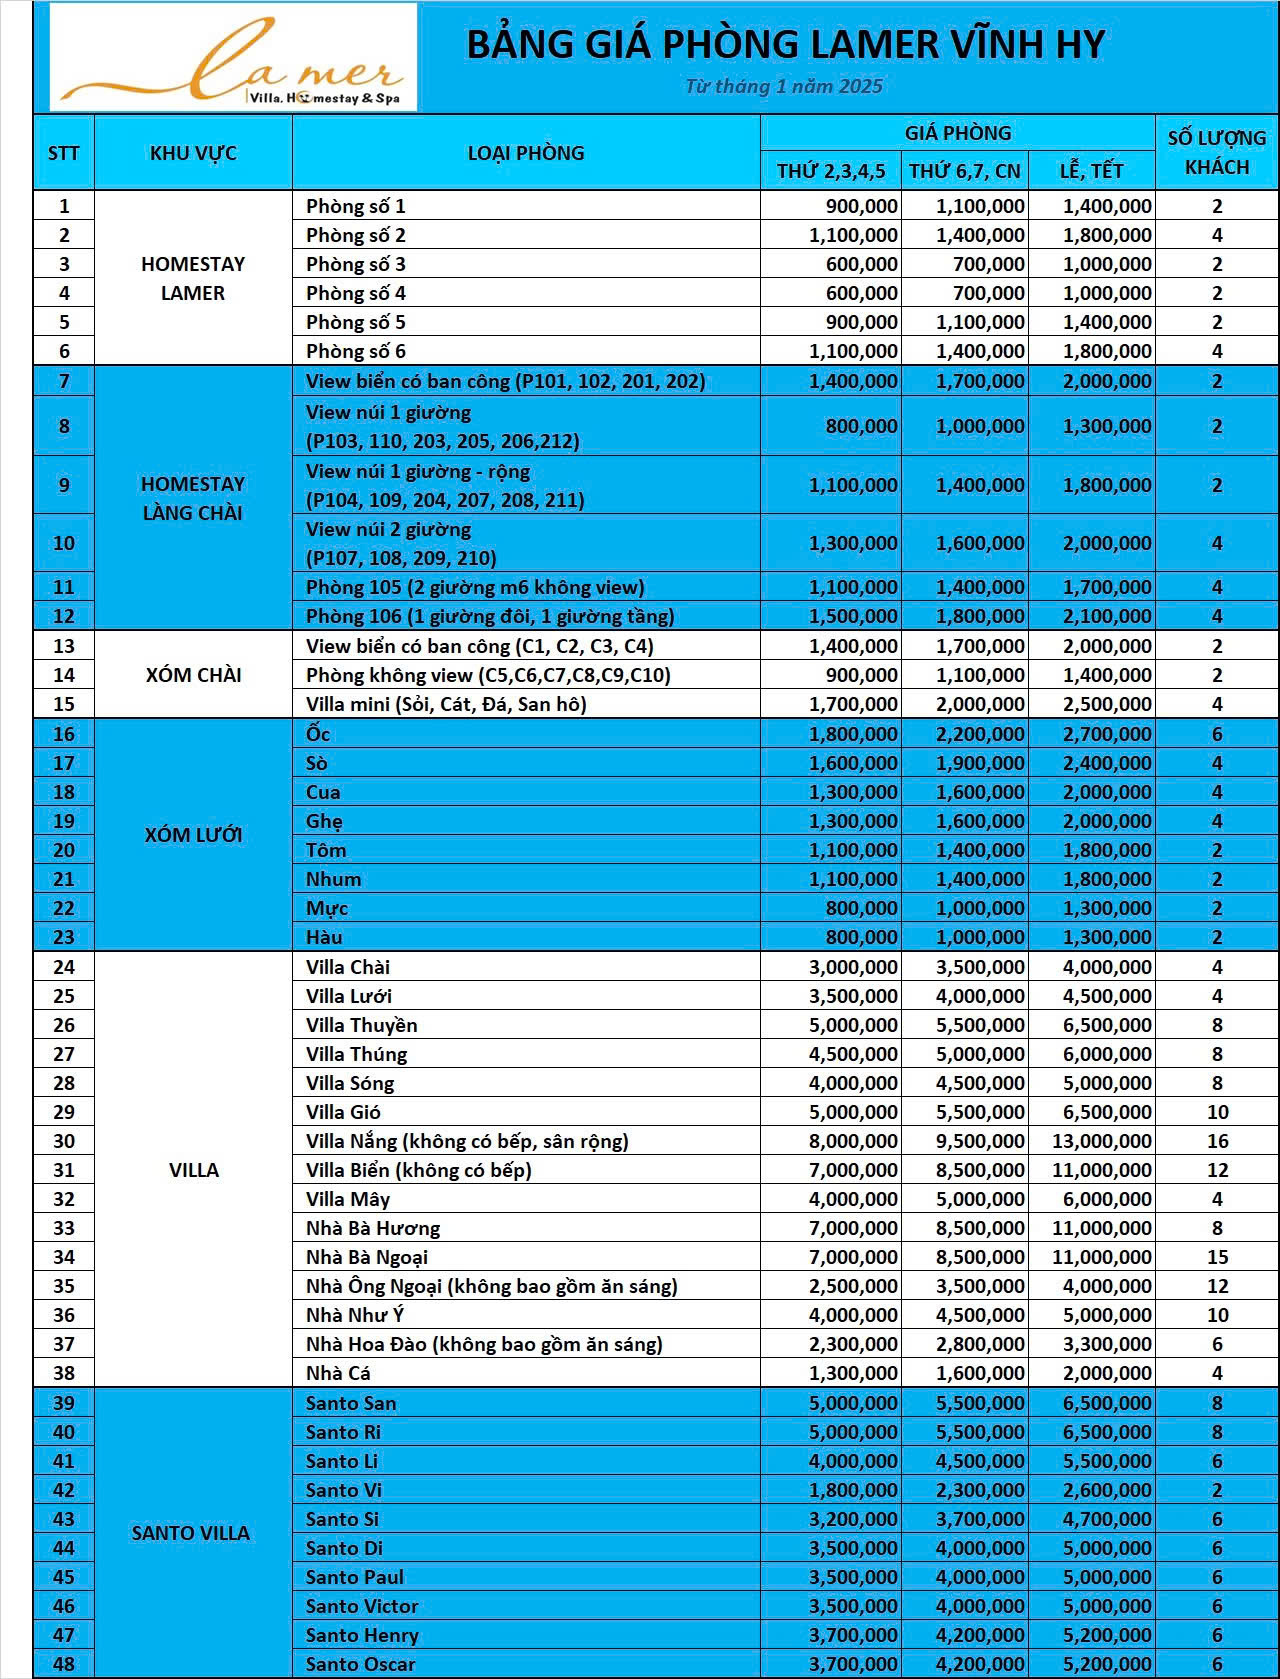 Lamer
Villa, Homestay & Spa
BẢNG GIÁ PHÒNG LAMER VĨNH HY
Từ tháng 1 năm 2025
STT KHU VỰC LOẠI PHÒNG GIÁ PHÒNG SỐ LƯỢNG KHÁCH
THỨ 2,3,4,5 THỨ 6,7, CN LỄ, TẾT
HOMESTAY LAMER
1 Phòng số 1 900,000 1,100,000 1,400,000 2
2 Phòng số 2 1,100,000 1,400,000 1,800,000 4
3 Phòng số 3 600,000 700,000 1,000,000 2
4 Phòng số 4 600,000 700,000 1,000,000 2
5 Phòng số 5 900,000 1,100,000 1,400,000 2
6 Phòng số 6 1,100,000 1,400,000 1,800,000 4
HOMESTAY LÀNG CHÀI
7 View biển có ban công (P101, 102, 201, 202) 1,400,000 1,700,000 2,000,000 2
8 View núi 1 giường
(P103, 110, 203, 205, 206,212) 800,000 1,000,000 1,300,000 2
9 View núi 1 giường - rộng
(P104, 109, 204, 207, 208, 211) 1,100,000 1,400,000 1,800,000 2
10 View núi 2 giường
(P107, 108, 209, 210) 1,300,000 1,600,000 2,000,000 4
11 Phòng 105 (2 giường m6 không view) 1,100,000 1,400,000 1,700,000 4
12 Phòng 106 (1 giường đôi, 1 giường tầng) 1,500,000 1,800,000 2,100,000 4
XÓM CHÀI
13 View biển có ban công (C1, C2, C3, C4) 1,400,000 1,700,000 2,000,000 2
14 Phòng không view (C5,C6,C7,C8,C9,C10) 900,000 1,100,000 1,400,000 2
15 Villa mini (Sỏi, Cát, Đá, San hô) 1,700,000 2,000,000 2,500,000 4
XÓM LƯỚI
16 Ốc 1,800,000 2,200,000 2,700,000 6
17 Sò 1,600,000 1,900,000 2,400,000 4
18 Cua 1,300,000 1,600,000 2,000,000 4
19 Ghẹ 1,300,000 1,600,000 2,000,000 4
20 Tôm 1,100,000 1,400,000 1,800,000 2
21 Nhum 1,100,000 1,400,000 1,800,000 2
22 Mực 800,000 1,000,000 1,300,000 2
23 Hàu 800,000 1,000,000 1,300,000 2
VILLA
24 Villa Chài 3,000,000 3,500,000 4,000,000 4
25 Villa Lưới 3,500,000 4,000,000 4,500,000 4
26 Villa Thuyền 5,000,000 5,500,000 6,500,000 8
27 Villa Thúng 4,500,000 5,000,000 6,000,000 8
28 Villa Sóng 4,000,000 4,500,000 5,000,000 8
29 Villa Gió 5,000,000 5,500,000 6,500,000 10
30 Villa Nắng (không có bếp, sân rộng) 8,000,000 9,500,000 13,000,000 16
31 Villa Biển (không có bếp) 7,000,000 8,500,000 11,000,000 12
32 Villa Mây 4,000,000 5,000,000 6,000,000 4
33 Nhà Bà Hương 7,000,000 8,500,000 11,000,000 8
34 Nhà Bà Ngoại 7,000,000 8,500,000 11,000,000 15
35 Nhà Ông Ngoại (không bao gồm ăn sáng) 2,500,000 3,500,000 4,000,000 12
36 Nhà Như Ý 4,000,000 4,500,000 5,000,000 10
37 Nhà Hoa Đào (không bao gồm ăn sáng) 2,300,000 2,800,000 3,300,000 6
38 Nhà Cá 1,300,000 1,600,000 2,000,000 4
SANTO VILLA
39 Santo San 5,000,000 5,500,000 6,500,000 8
40 Santo Ri 5,000,000 5,500,000 6,500,000 8
41 Santo Li 4,000,000 4,500,000 5,500,000 6
42 Santo Vi 1,800,000 2,300,000 2,600,000 2
43 Santo Si 3,200,000 3,700,000 4,700,000 6
44 Santo Di 3,500,000 4,000,000 5,000,000 6
45 Santo Paul 3,500,000 4,000,000 5,000,000 6
46 Santo Victor 3,500,000 4,000,000 5,000,000 6
47 Santo Henry 3,700,000 4,200,000 5,200,000 6
48 Santo Oscar 3,700,000 4,200,000 5,200,000 6